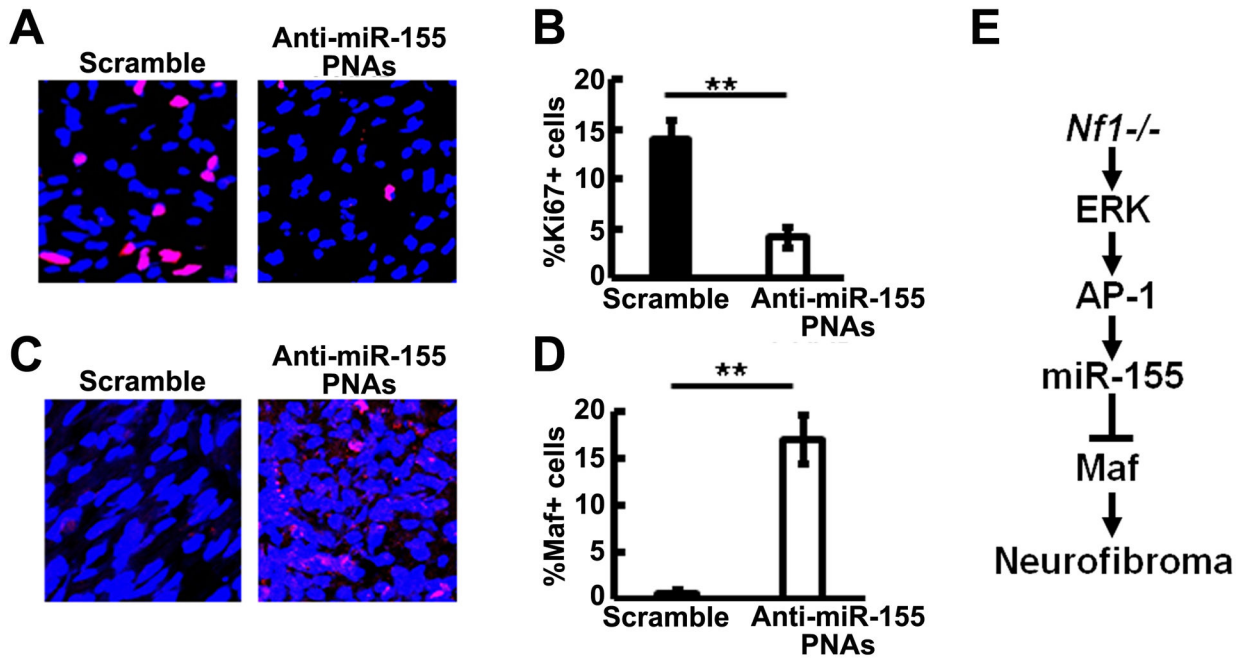 A
Scramble
Anti-miR-155
PNAs
B
%Ki67+ cells
20
15
10
5
0
**
Scramble
Anti-miR-155
PNAs
C
Scramble
Anti-miR-155
PNAs
D
%Maf+ cells
20
15
10
5
0
**
Scramble
Anti-miR-155
PNAs
E
Nf1-/-
ERK
AP-1
miR-155
Maf
Neurofibroma